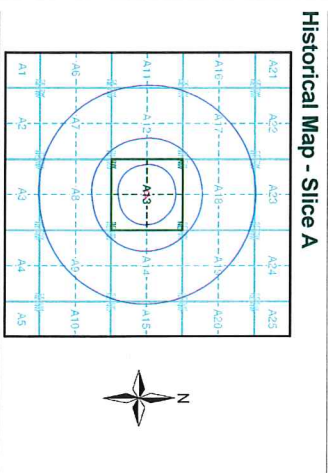 Historical Map - Slice A
A21 A22 A23 A24 A25
A16 A17 A18 A19 A20
N
A11 A12 A13 A14 A15
A6 A7 A8 A9 A10
A1 A2 A3 A4 A5